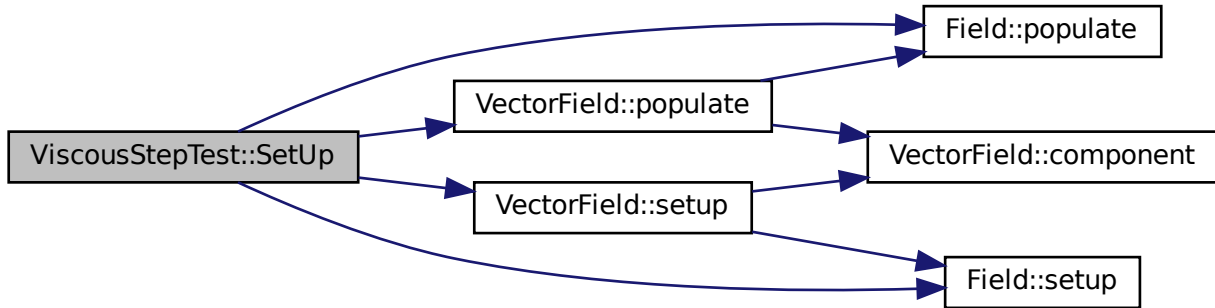 Field::populate
VectorField::populate
ViscousStepTest::SetUp
VectorField::component
VectorField::setup
Field::setup